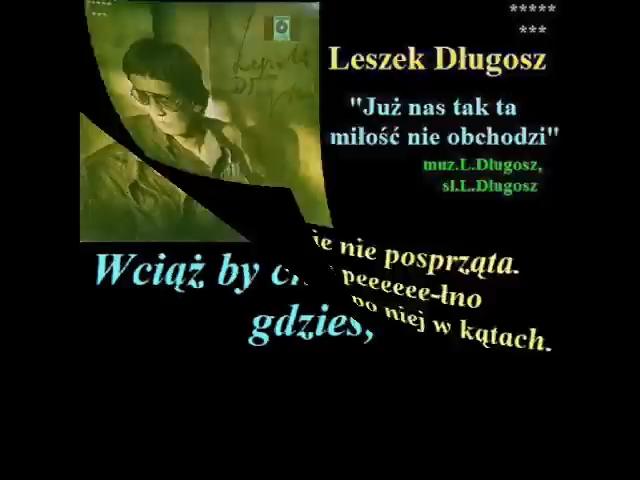 *****
***
Leszek Długosz
"Już nas tak ta
miłość nie obchodzi"
muz.L.Długosz,
sł.L.Długosz
nie posprząta.
Wciąż by
peeeeee-łno
po niej w kątach.
gdzieś,